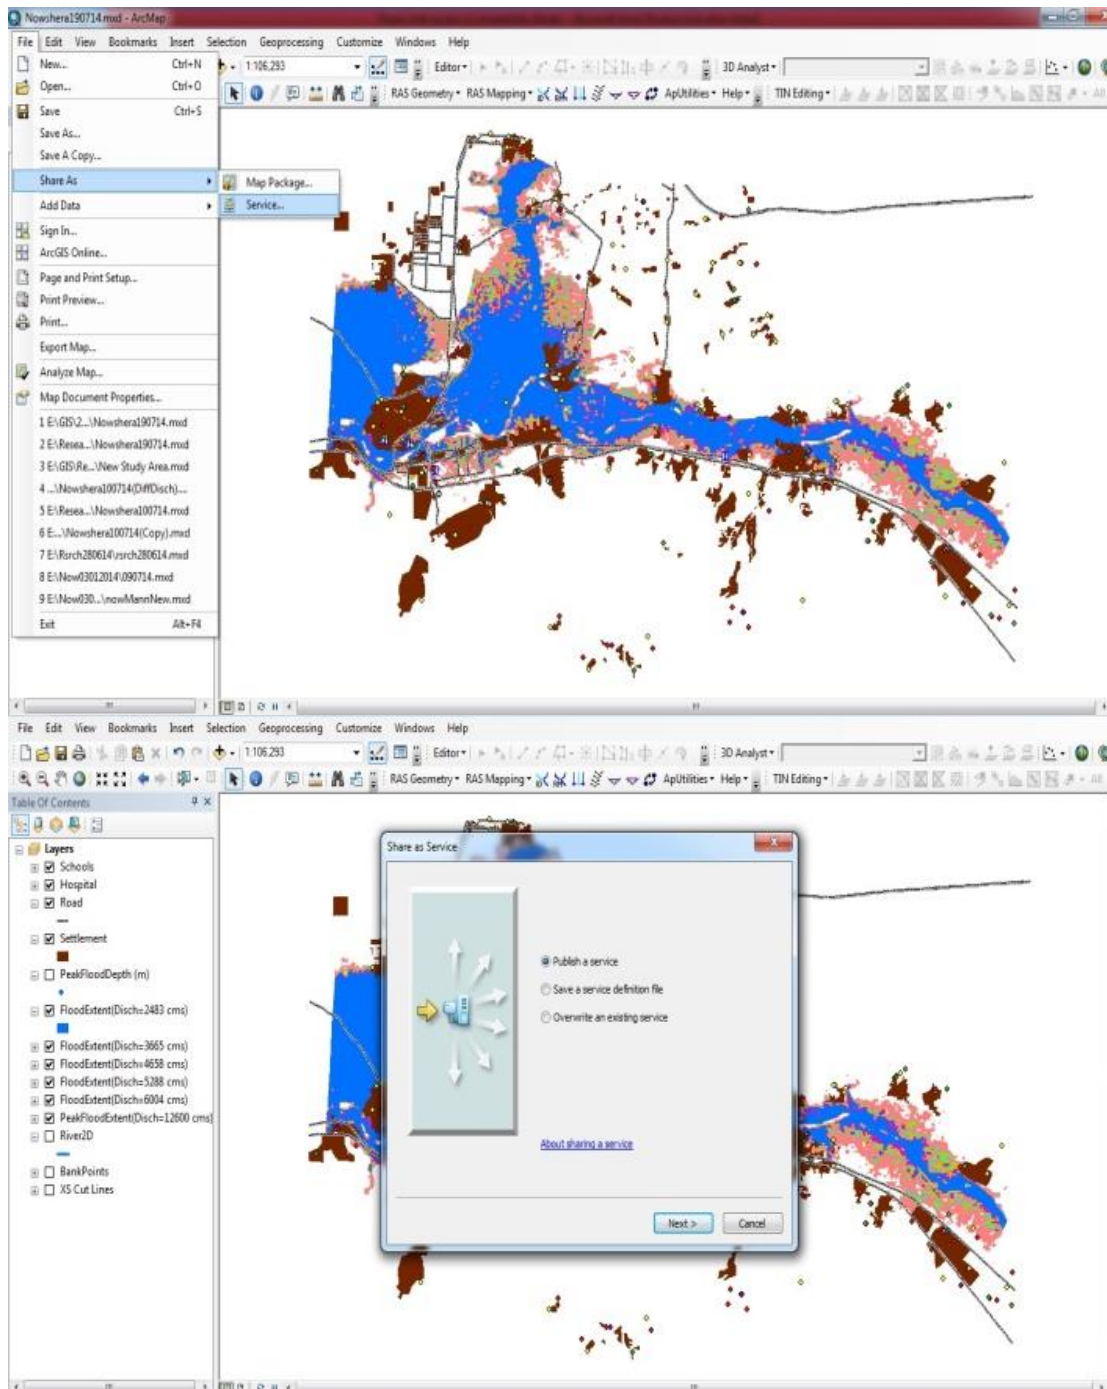 Nowshera190714.mxd - ArcMap
File Edit View Bookmarks Insert Selection Geoprocessing Customize Windows Help
New... Ctrl+N
1:106,293 Editor 3D Analyst
Open... Ctrl+O
RAS Geometry RAS Mapping ApUtilities Help TIN Editing
Save Ctrl+S
Save As...
Save A Copy...
Share As
Map Package...
Add Data
Service...
Sign In...
ArcGIS Online...
Page and Print Setup...
Print Preview...
Print...
Export Map...
Analyze Map...
Map Document Properties...
1 E:\GIS\2...\Nowshera190714.mxd
2 E:\Resea...\Nowshera190714.mxd
3 E:\GIS\Re...\New Study Area.mxd
4 ...\Nowshera100714(DiffDisch)....
5 E:\Resea...\Nowshera100714.mxd
6 E:...\Nowshera100714(Copy).mxd
7 E:\Rsrch280614\rsrch280614.mxd
8 E:\Now03012014\090714.mxd
9 E:\Now030...\nowMannNew.mxd
Exit Alt+F4
File Edit View Bookmarks Insert Selection Geoprocessing Customize Windows Help
1:106,293 Editor 3D Analyst
RAS Geometry RAS Mapping ApUtilities Help TIN Editing
Table Of Contents
Layers
Schools
Hospital
Road
Settlement
PeakFloodDepth (m)
FloodExtent(Disch=2483 cms)
FloodExtent(Disch=3665 cms)
FloodExtent(Disch=4658 cms)
FloodExtent(Disch=5288 cms)
FloodExtent(Disch=6004 cms)
PeakFloodExtent(Disch=12600 cms)
River2D
BankPoints
XS Cut Lines
Share as Service
Publish a service
Save a service definition file
Overwrite an existing service
About sharing a service
Next > Cancel